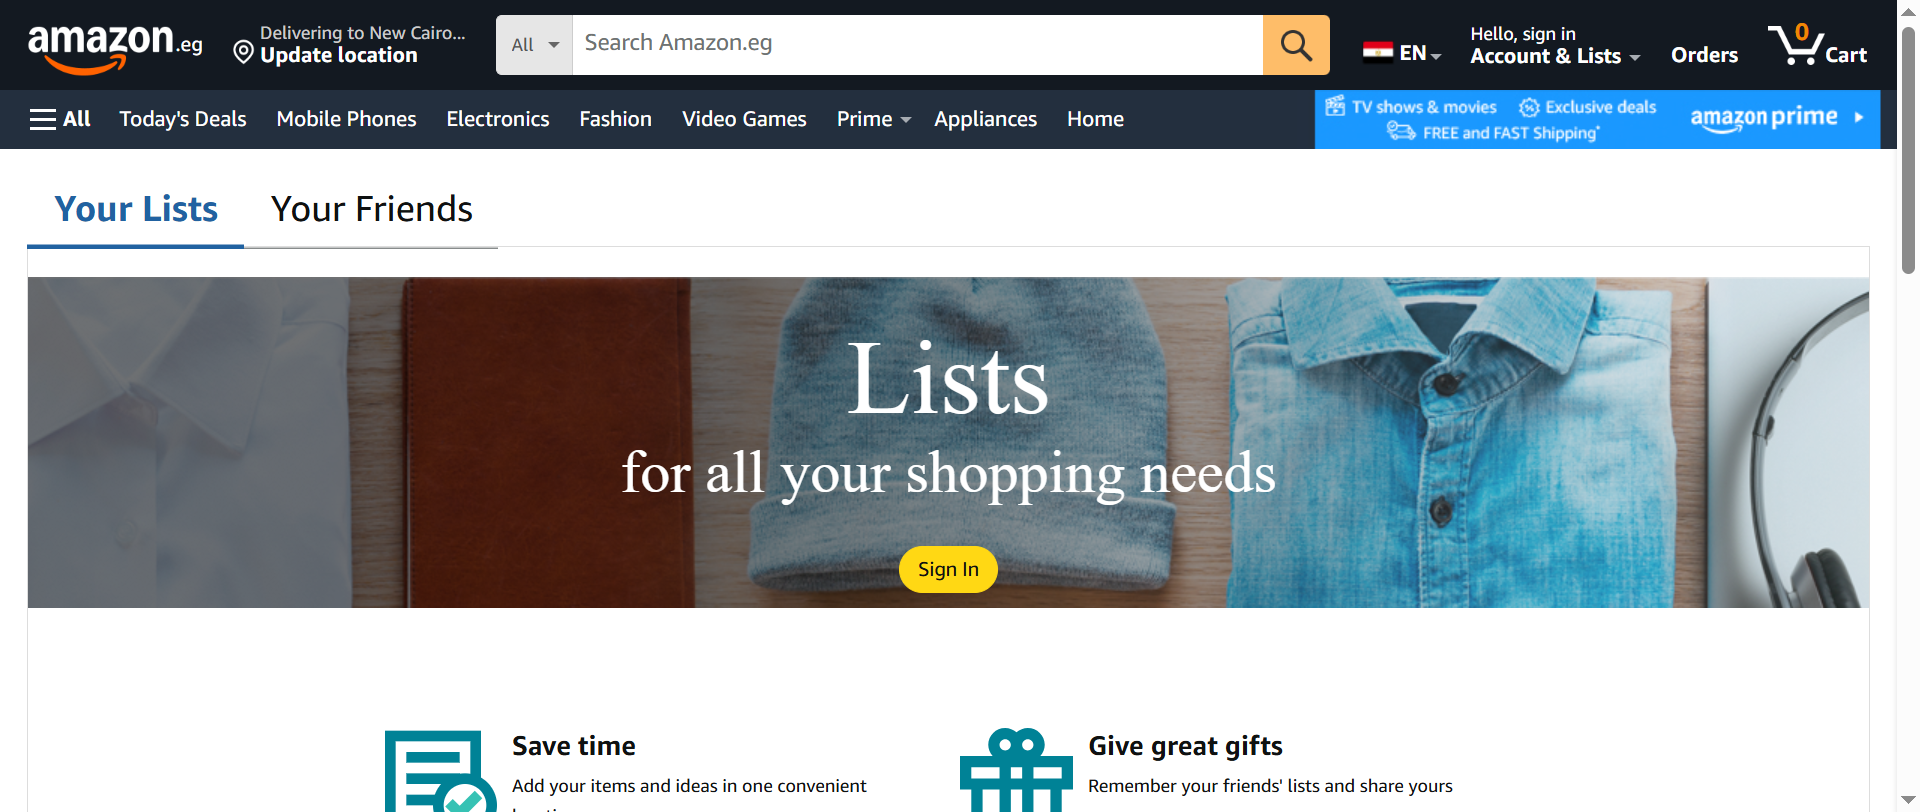 amazon.eg
Delivering to New Cairo...
Update location
All
Search Amazon.eg
EN
Hello, sign in
Account & Lists
Orders
0
Cart
All
Today's Deals
Mobile Phones
Electronics
Fashion
Video Games
Prime
Appliances
Home
TV shows & movies
Exclusive deals
FREE and FAST Shipping*
amazon prime
Your Lists
Your Friends
Lists
for all your shopping needs
Sign In
Save time
Add your items and ideas in one convenient
Give great gifts
Remember your friends' lists and share yours